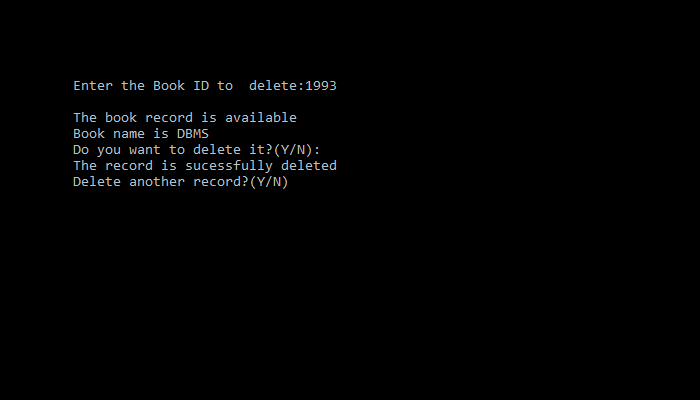 Enter the Book ID to  delete:1993
The book record is available
Book name is DBMS
Do you want to delete it?(Y/N):
The record is sucessfully deleted
Delete another record?(Y/N)